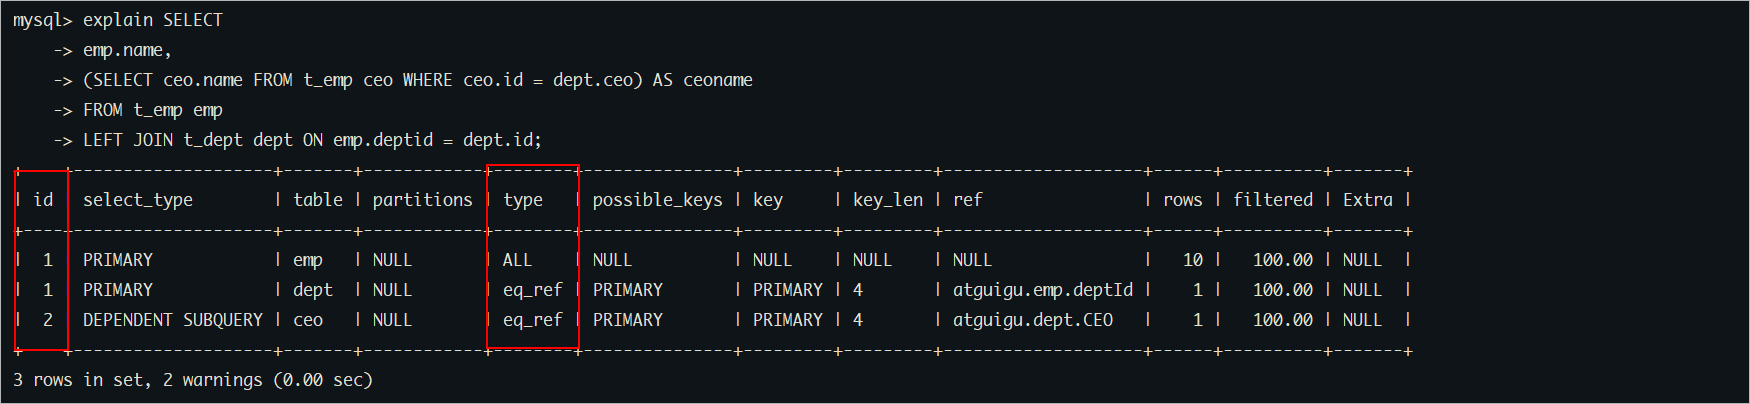 mysql> explain SELECT
    -> emp.name,
    -> (SELECT ceo.name FROM t_emp ceo WHERE ceo.id = dept.ceo) AS ceoname
    -> FROM t_emp emp
    -> LEFT JOIN t_dept dept ON emp.deptid = dept.id;
+----+--------------------+-------+------------+--------+---------------+---------+---------+--------------------+------+----------+-------+
| id | select_type        | table | partitions | type   | possible_keys | key     | key_len | ref                | rows | filtered | Extra |
+----+--------------------+-------+------------+--------+---------------+---------+---------+--------------------+------+----------+-------+
|  1 | PRIMARY            | emp   | NULL       | ALL    | NULL          | NULL    | NULL    | NULL               |   10 |   100.00 | NULL  |
|  1 | PRIMARY            | dept  | NULL       | eq_ref | PRIMARY       | PRIMARY | 4       | atguigu.emp.deptId |    1 |   100.00 | NULL  |
|  2 | DEPENDENT SUBQUERY | ceo   | NULL       | eq_ref | PRIMARY       | PRIMARY | 4       | atguigu.dept.CEO   |    1 |   100.00 | NULL  |
+----+--------------------+-------+------------+--------+---------------+---------+---------+--------------------+------+----------+-------+
3 rows in set, 2 warnings (0.00 sec)